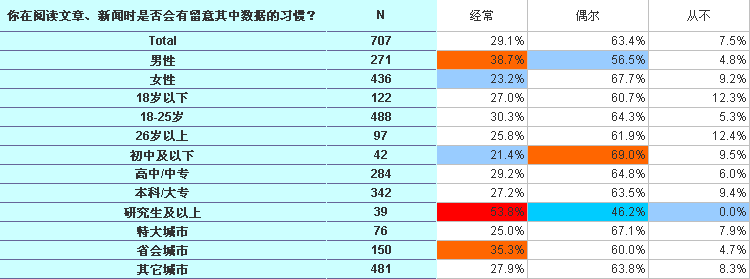 你在阅读文章、新闻时是否会有留意其中数据的习惯？ N 经常 偶尔 从不
Total 707 29.1% 63.4% 7.5%
男性 271 38.7% 56.5% 4.8%
女性 436 23.2% 67.7% 9.2%
18岁以下 122 27.0% 60.7% 12.3%
18-25岁 488 30.3% 64.3% 5.3%
26岁以上 97 25.8% 61.9% 12.4%
初中及以下 42 21.4% 69.0% 9.5%
高中/中专 284 29.2% 64.8% 6.0%
本科/大专 342 27.2% 63.5% 9.4%
研究生及以上 39 53.8% 46.2% 0.0%
特大城市 76 25.0% 67.1% 7.9%
省会城市 150 35.3% 60.0% 4.7%
其它城市 481 27.9% 63.8% 8.3%